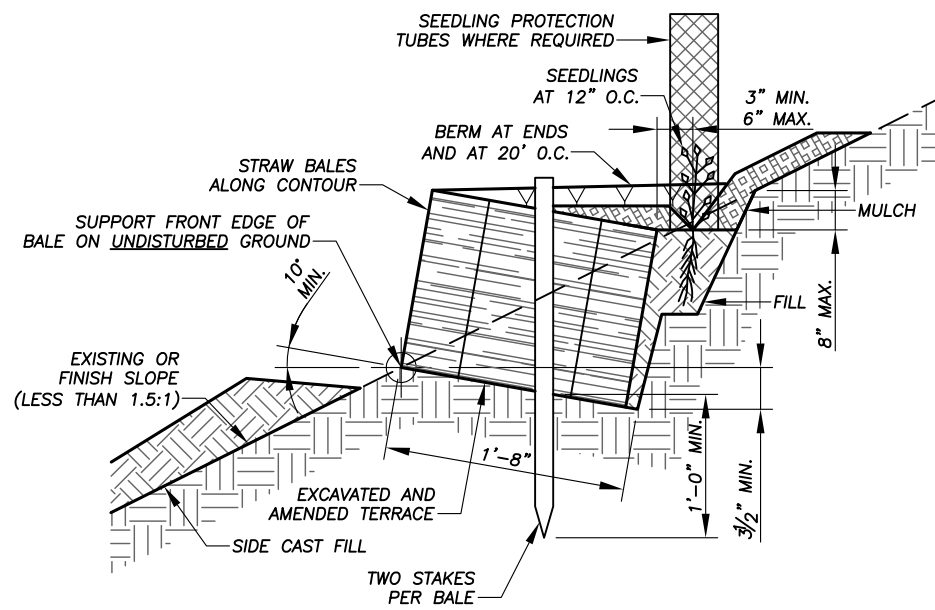 SEEDLING PROTECTION
TUBES WHERE REQUIRED
SEEDLINGS
AT 12" O.C.
3" MIN.
6" MAX.
BERM AT ENDS
AND AT 20' O.C.
STRAW BALES
ALONG CONTOUR
SUPPORT FRONT EDGE OF
BALE ON UNDISTURBED GROUND
MULCH
10°
MIN.
FILL
8" MAX.
EXISTING OR
FINISH SLOPE
(LESS THAN 1.5:1)
1'-8"
1'-0" MIN.
3½" MIN.
EXCAVATED AND
AMENDED TERRACE
SIDE CAST FILL
TWO STAKES
PER BALE